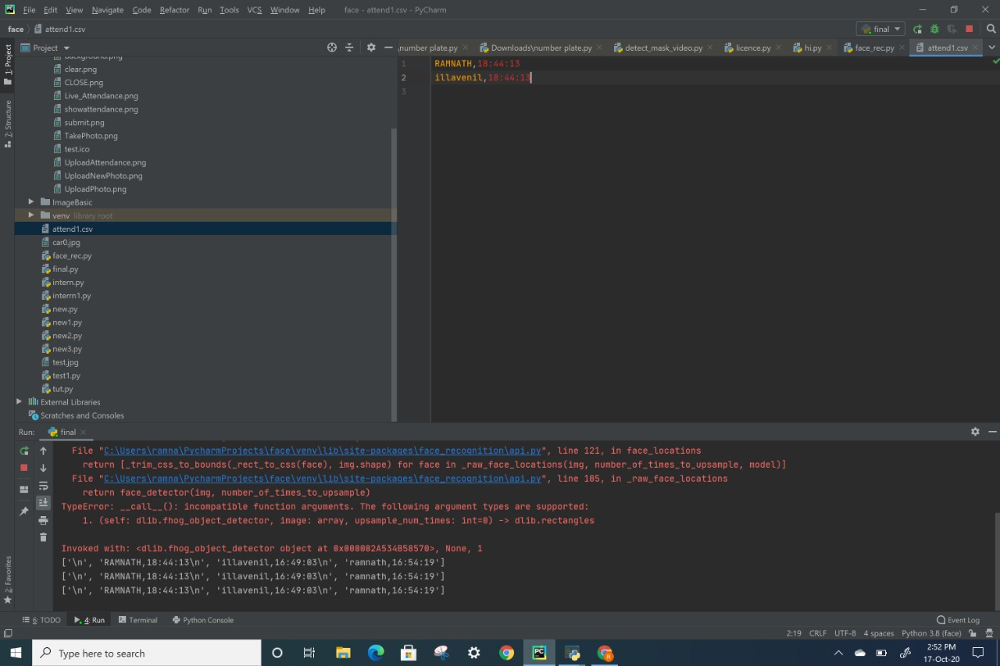 File Edit View Navigate Code Refactor Run Tools VCS Window Help face - attend1.csv - PyCharm
face attend1.csv final
1: Project
Project
\number plate.py Downloads\number plate.py detect_mask_video.py licence.py hi.py face_rec.py attend1.csv
background.png
clear.png
CLOSE.png
Live_Attendance.png
showattendance.png
submit.png
TakePhoto.png
test.ico
UploadAttendance.png
UploadNewPhoto.png
UploadPhoto.png
ImageBasic
venv library root
attend1.csv
car0.jpg
face_rec.py
final.py
intern.py
interrn1.py
new.py
new1.py
new2.py
new3.py
test.jpg
test1.py
tut.py
External Libraries
Scratches and Consoles
7: Structure
1 RAMNATH,18:44:13
2 illavenil,18:44:13
3
Run: final
File "C:\Users\ramna\PycharmProjects\face\venv\lib\site-packages\face_recognition\api.py", line 121, in face_locations
return [_trim_css_to_bounds(_rect_to_css(face), img.shape) for face in _raw_face_locations(img, number_of_times_to_upsample, model)]
File "C:\Users\ramna\PycharmProjects\face\venv\lib\site-packages\face_recognition\api.py", line 105, in _raw_face_locations
return face_detector(img, number_of_times_to_upsample)
TypeError: __call__(): incompatible function arguments. The following argument types are supported:
1. (self: dlib.fhog_object_detector, image: array, upsample_num_times: int=0) -> dlib.rectangles
Invoked with: <dlib.fhog_object_detector object at 0x000002A534B58570>, None, 1
['\n', 'RAMNATH,18:44:13\n', 'illavenil,16:49:03\n', 'ramnath,16:54:19']
['\n', 'RAMNATH,18:44:13\n', 'illavenil,16:49:03\n', 'ramnath,16:54:19']
['\n', 'RAMNATH,18:44:13\n', 'illavenil,16:49:03\n', 'ramnath,16:54:19']
2: Favorites
6: TODO 4: Run Terminal Python Console Event Log
2:19 CRLF UTF-8 4 spaces Python 3.8 (face)
Type here to search
2:52 PM
17-Oct-20